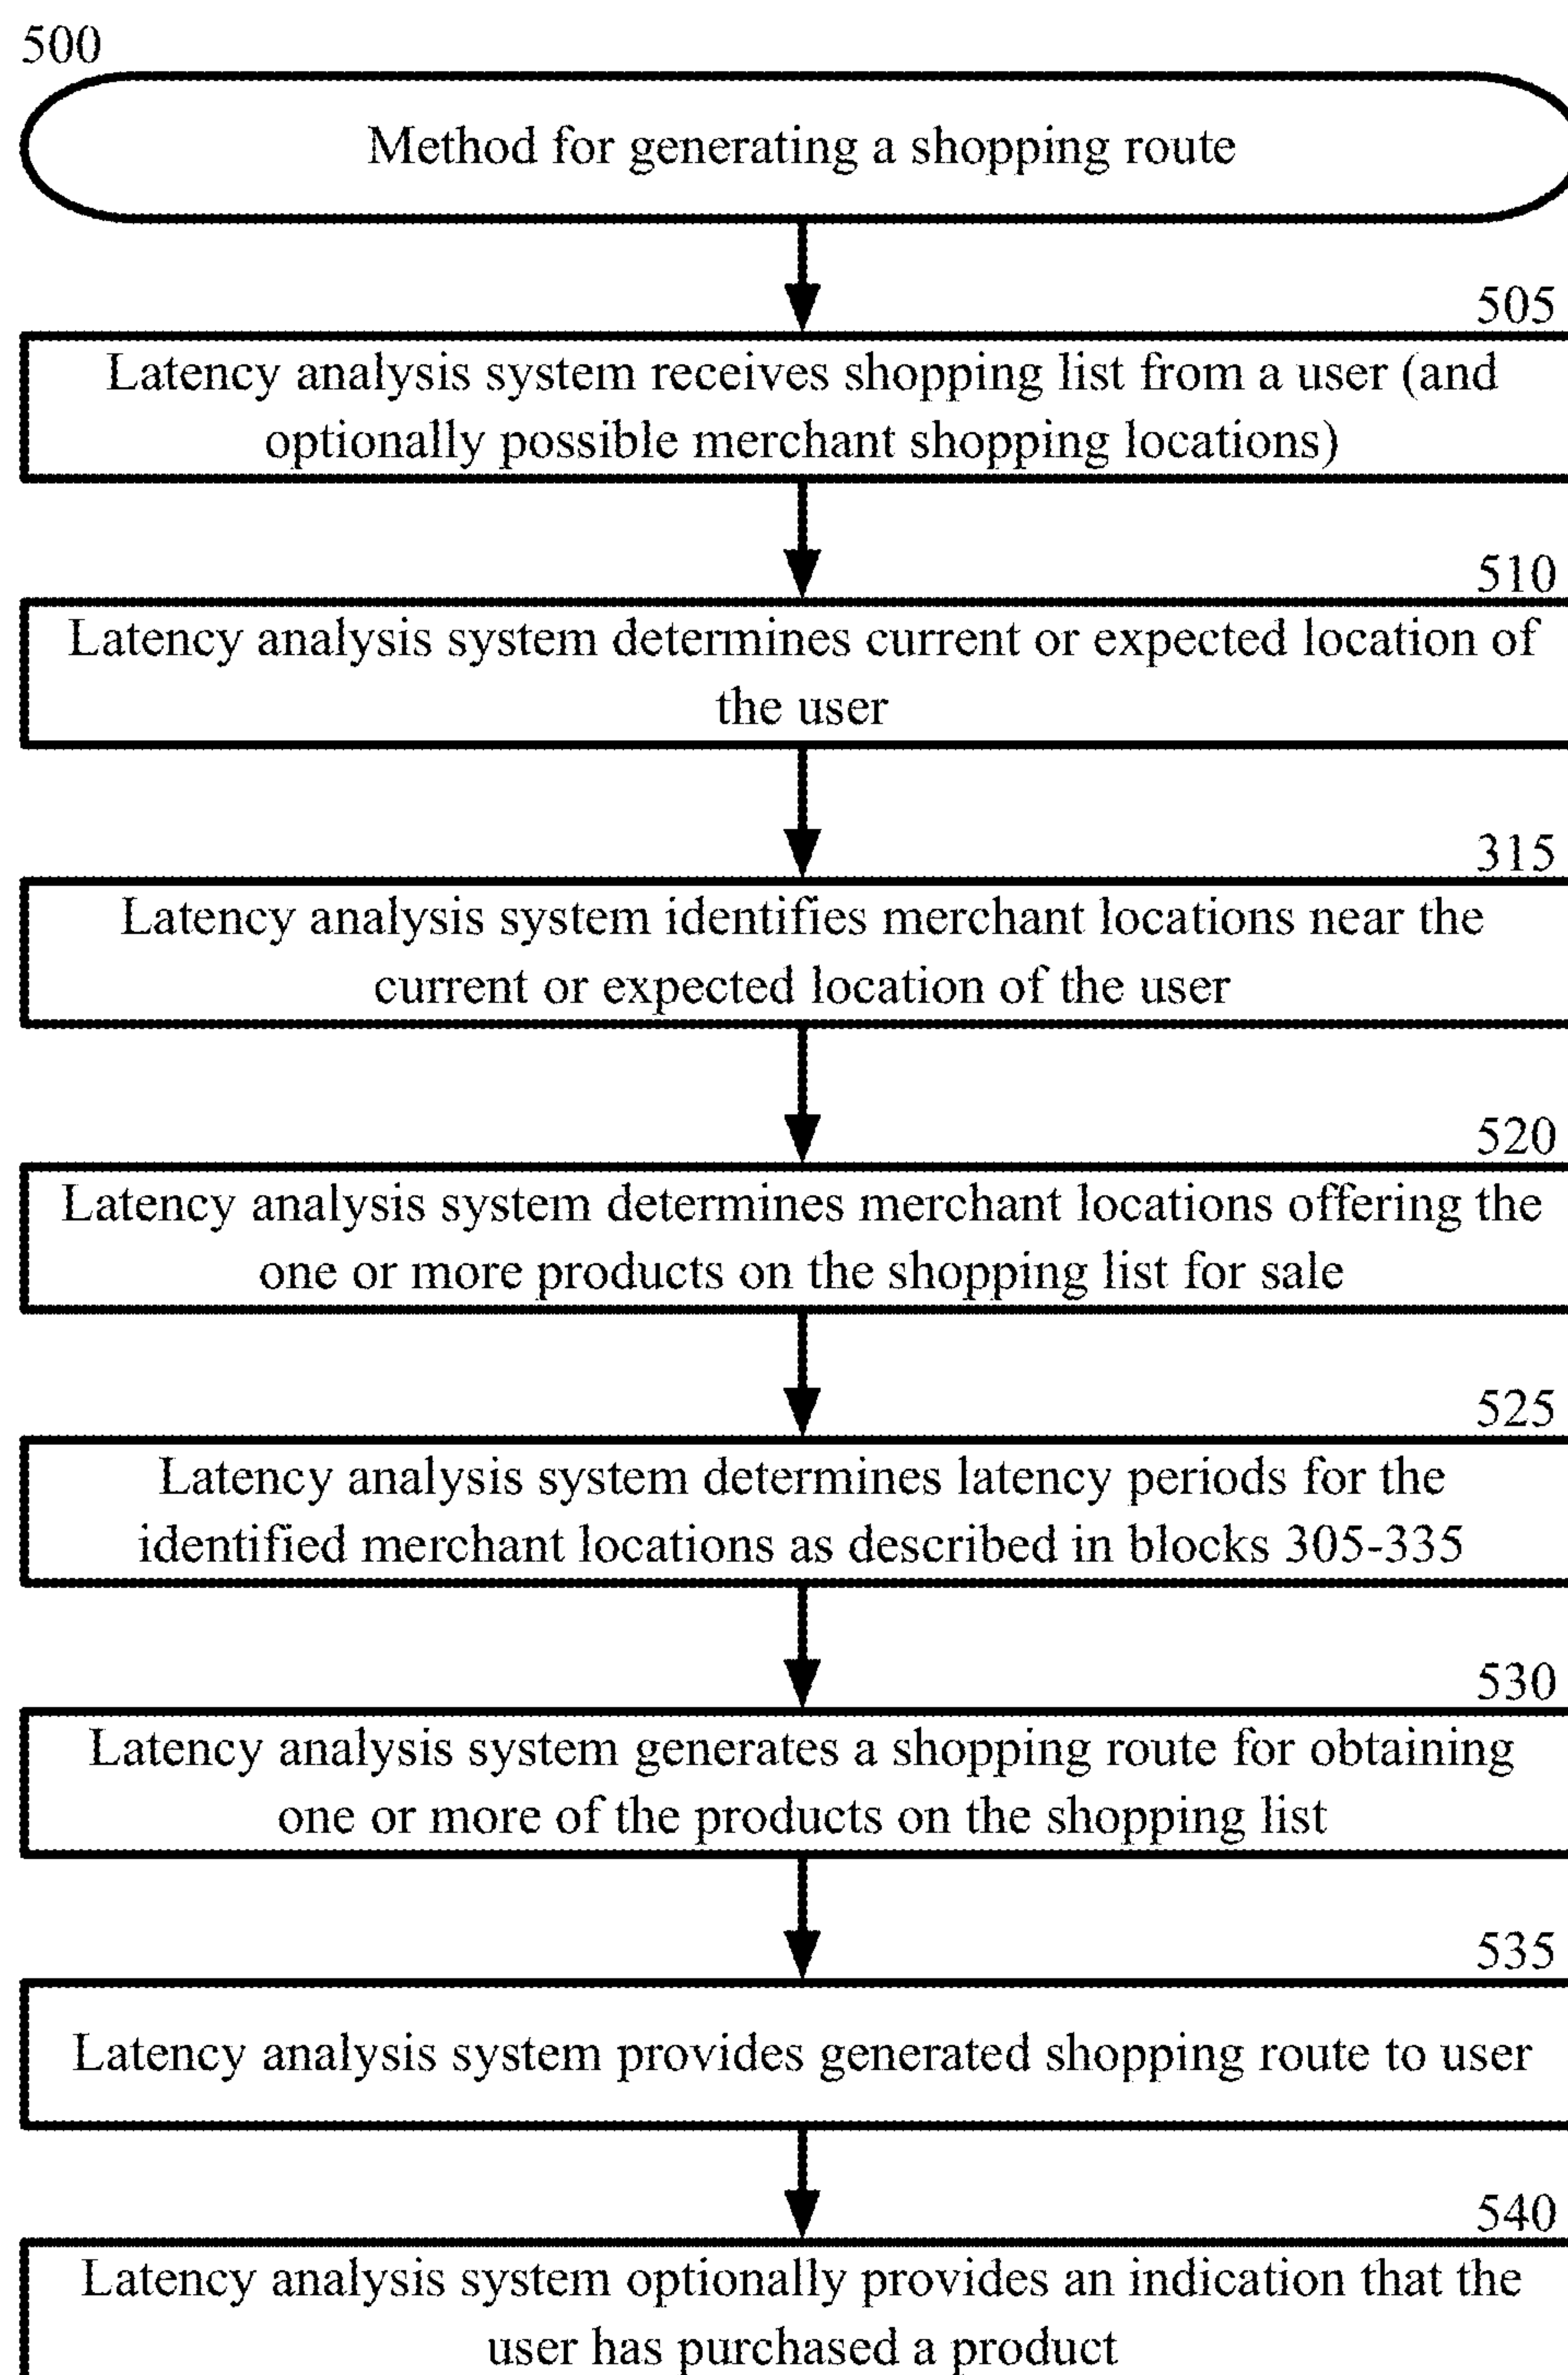 500
Method for generating a shopping route
505
Latency analysis system receives shopping list from a user (and
optionally possible merchant shopping locations)
510
Latency analysis system determines current or expected location of
the user
315
Latency analysis system identifies merchant locations near the
current or expected location of the user
520
Latency analysis system determines merchant locations offering the
one or more products on the shopping list for sale
525
Latency analysis system determines latency periods for the
identified merchant locations as described in blocks 305-335
530
Latency analysis system generates a shopping route for obtaining
one or more of the products on the shopping list
535
Latency analysis system provides generated shopping route to user
540
Latency analysis system optionally provides an indication that the
user has purchased a product